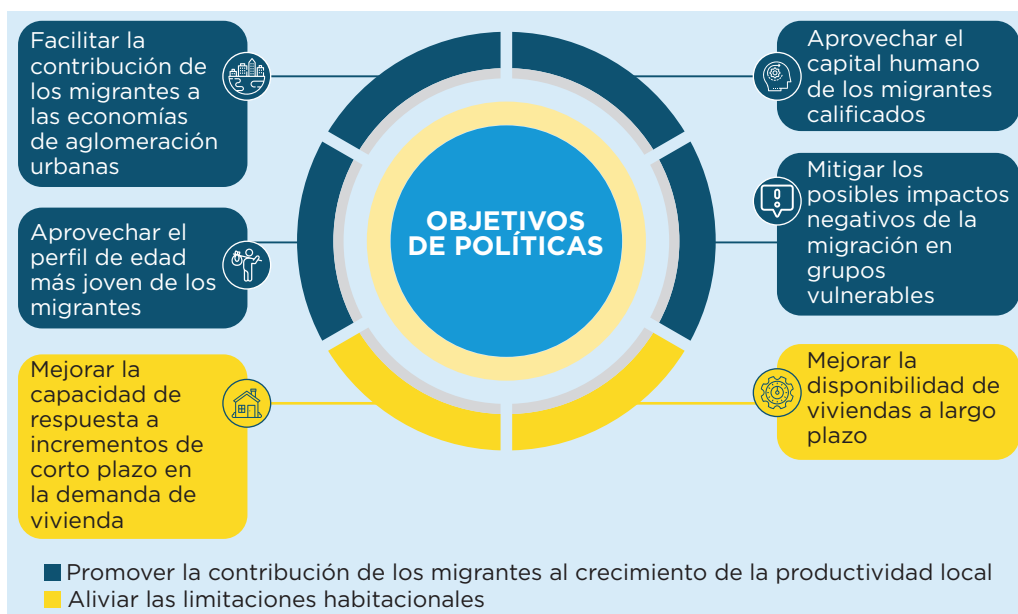 Facilitar la
contribución de
los migrantes a
las economías
de aglomeración
urbanas
Aprovechar el
perfil de edad
más joven de los
migrantes
Mejorar la
capacidad de
respuesta a
incrementos de
corto plazo en
la demanda de
vivienda
OBJETIVOS
DE POLÍTICAS
Aprovechar el
capital humano
de los migrantes
calificados
Mitigar los
posibles impactos
negativos de la
migración en
grupos
vulnerables
Mejorar la
disponibilidad de
viviendas a largo
plazo
Promover la contribución de los migrantes al crecimiento de la productividad local
Aliviar las limitaciones habitacionales